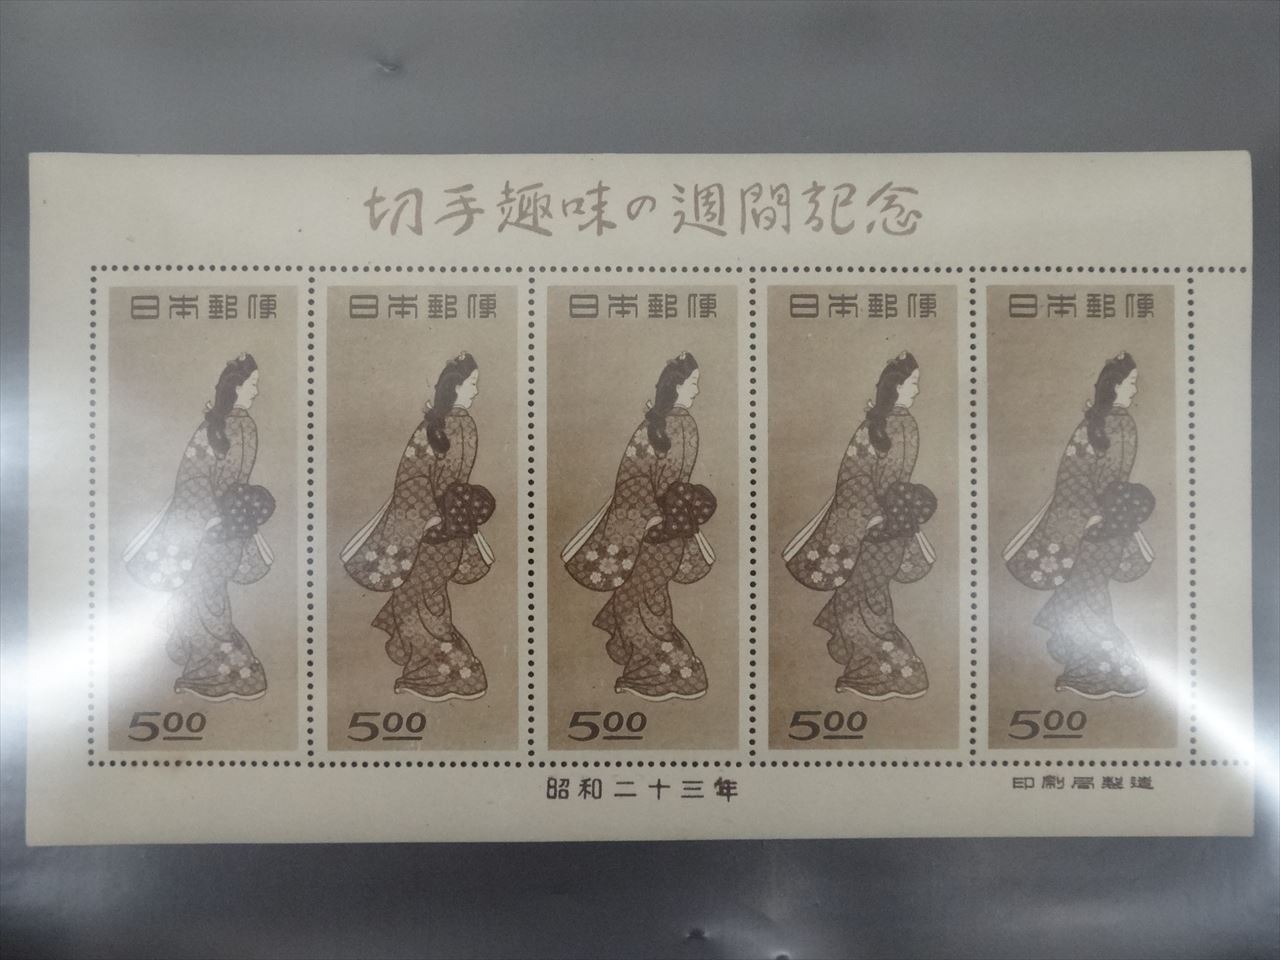 切手趣味の週間記念
日本郵便 日本郵便 日本郵便 日本郵便 日本郵便
5.00 5.00 5.00 5.00 5.00
昭和二十三年 印刷局製造